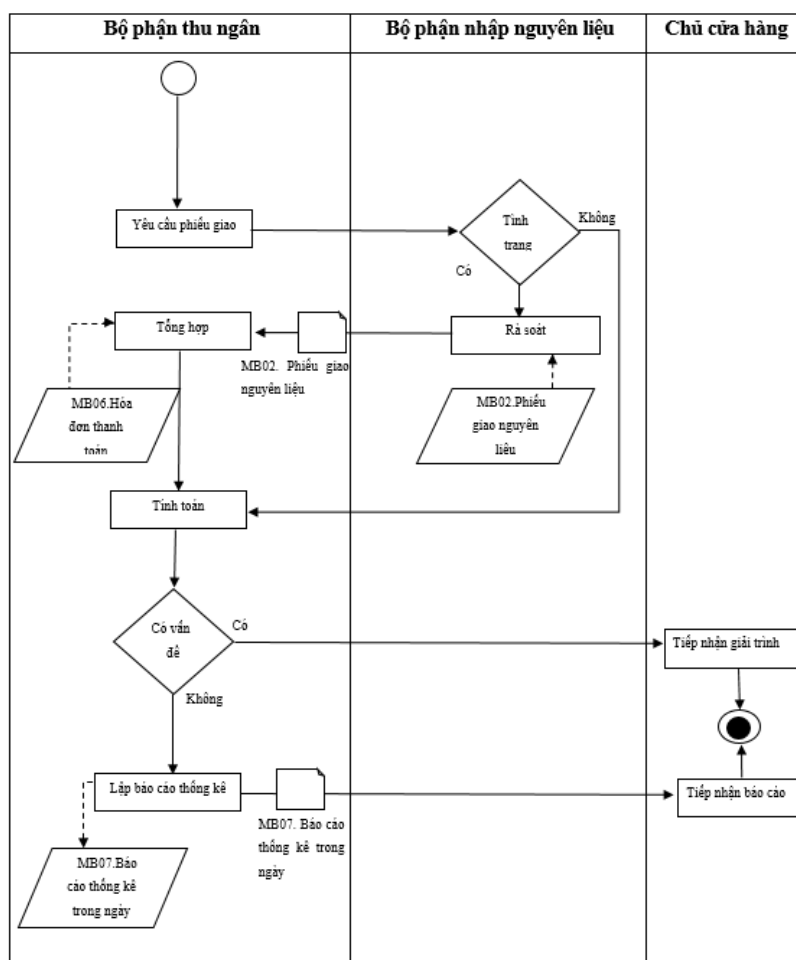 Bộ phận thu ngân
Bộ phận nhập nguyên liệu
Chủ cửa hàng
Yêu cầu phiếu giao
Tình
trạng
Không
Có
Tổng hợp
Rà soát
MB02. Phiếu giao
nguyên liệu
MB06.Hóa
đơn thanh
toán
MB02.Phiếu
giao nguyên
liệu
Tính toán
Có vấn
đề
Có
Không
Tiếp nhận giải trình
Lập báo cáo thống kê
Tiếp nhận báo cáo
MB07. Báo cáo
thống kê trong
ngày
MB07.Báo
cáo thống kê
trong ngày